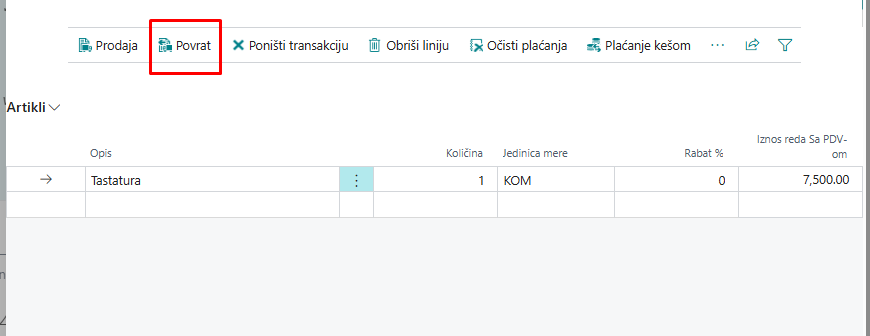 Prodaja Povrat Poništi transakciju Obriši liniju Očisti plaćanja Plaćanje kešom ...
Artikli
Opis Količina Jedinica mere Rabat % Iznos reda Sa PDV-
om
Tastatura 1 KOM 0 7,500.00